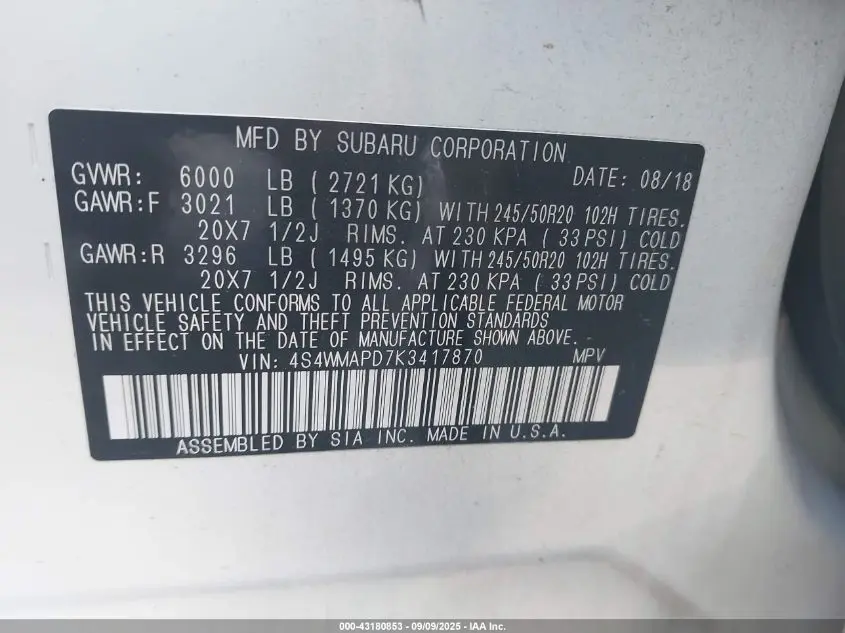 MFD BY SUBARU CORPORATION
GVWR: 6000 LB ( 2721 KG) DATE: 08/18
GAWR:F 3021 LB ( 1370 KG) WITH 245/50R20 102H TIRES.
20X7 1/2J RIMS. AT 230 KPA ( 33 PSI) COLD
GAWR:R 3296 LB ( 1495 KG) WITH 245/50R20 102H TIRES.
20X7 1/2J RIMS. AT 230 KPA ( 33 PSI) COLD
THIS VEHICLE CONFORMS TO ALL APPLICABLE FEDERAL MOTOR
VEHICLE SAFETY AND THEFT PREVENTION STANDARDS
IN EFFECT ON THE DATE OF MANUFACTURE SHOWN ABOVE.
VIN: 4S4WMAPD7K3417870 MPV
ASSEMBLED BY SIA INC. MADE IN U.S.A.
000-43180853 - 09/09/2025 - IAA Inc.